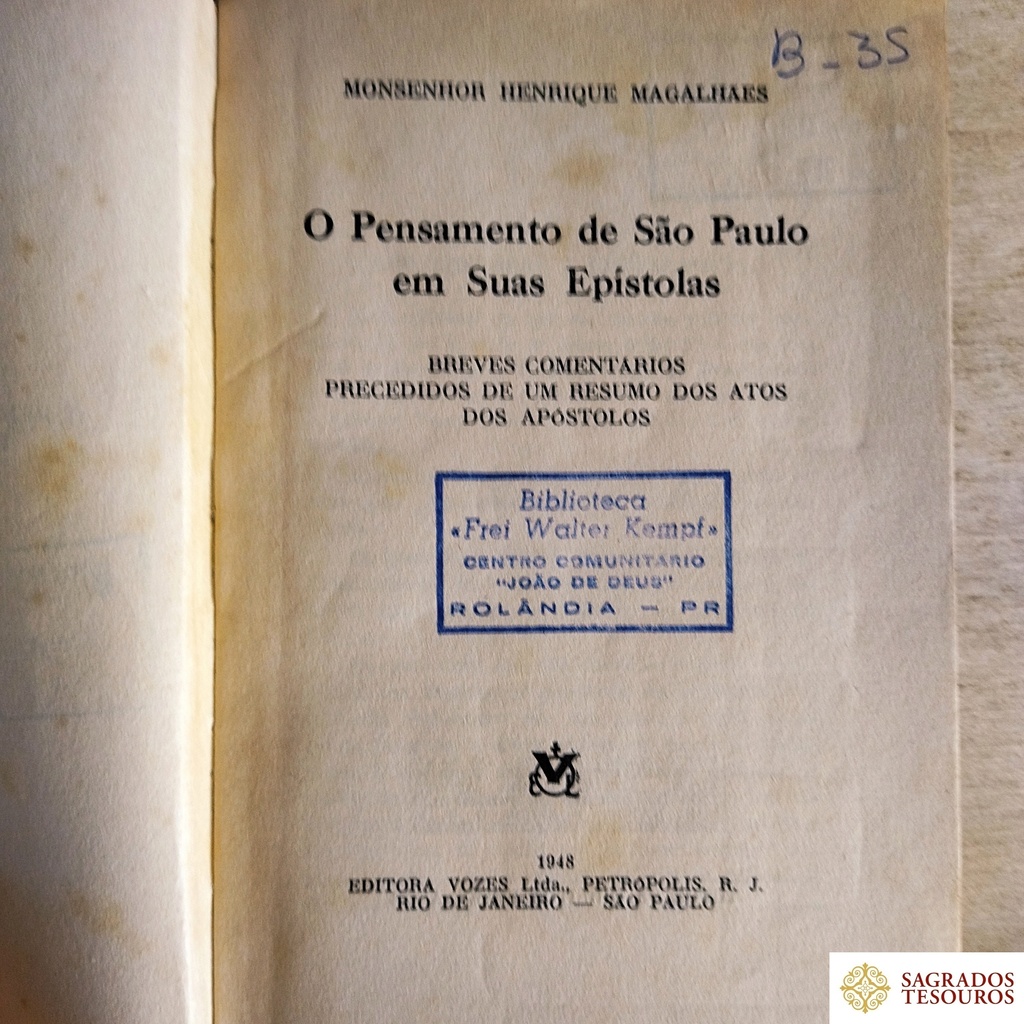 B-35
MONSENHOR HENRIQUE MAGALHAES
O Pensamento de São Paulo
em Suas Epístolas
BREVES COMENTARIOS
PRECEDIDOS DE UM RESUMO DOS ATOS
DOS APÓSTOLOS
Biblioteca
«Frei Walter Kempf»
CENTRO COMUNITARIO
"JOÃO DE DEUS"
ROLÂNDIA — PR
1948
EDITORA VOZES Ltda., PETRÓPOLIS, R. J.
RIO DE JANEIRO — SÃO PAULO
SAGRADOS
TESOUROS